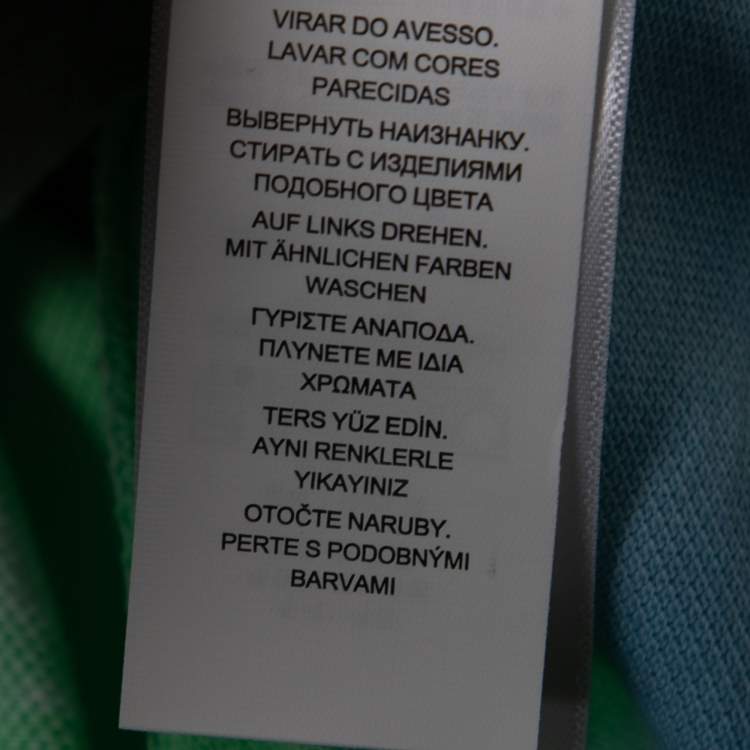 VIRAR DO AVESSO.
LAVAR COM CORES
PARECIDAS
ВЫВЕРНУТЬ НАИЗНАНКУ.
СТИРАТЬ С ИЗДЕЛИЯМИ
ПОДОБНОГО ЦВЕТА
AUF LINKS DREHEN.
MIT ÄHNLICHEN FARBEN
WASCHEN
ΓΥΡΙΣΤΕ ΑΝΑΠΟΔΑ.
ΠΛΥΝΕΤΕ ΜΕ ΙΔΙΑ
ΧΡΩΜΑΤΑ
TERS YÜZ EDİN.
AYNI RENKLERLE
YIKAYINIZ
OTOČTE NARUBY.
PERTE S PODOBNÝMI
BARVAMI